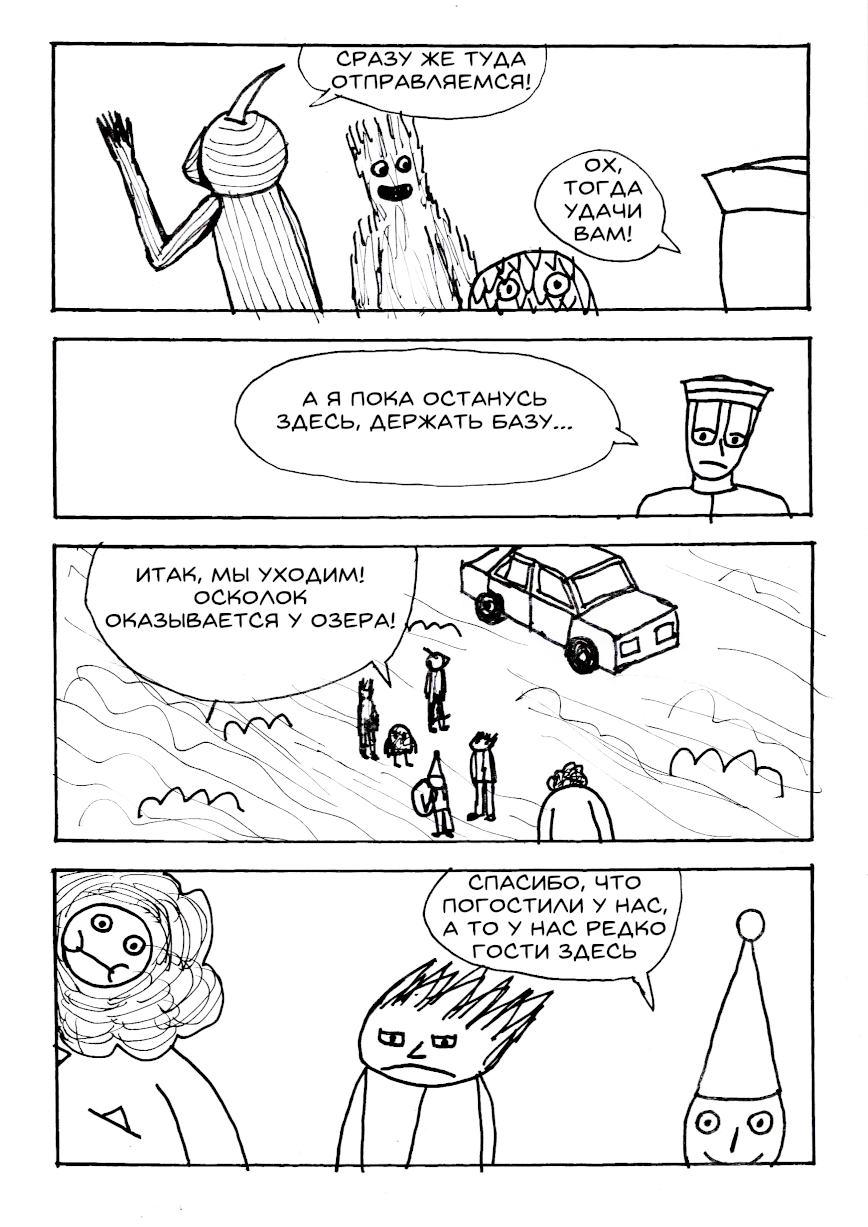 СРАЗУ ЖЕ ТУДА
ОТПРАВЛЯЕМСЯ!
ОХ,
ТОГДА
УДАЧИ
ВАМ!
А Я ПОКА ОСТАНУСЬ
ЗДЕСЬ, ДЕРЖАТЬ БАЗУ...
ИТАК, МЫ УХОДИМ!
ОСКОЛОК
ОКАЗЫВАЕТСЯ У ОЗЕРА!
СПАСИБО, ЧТО
ПОГОСТИЛИ У НАС,
А ТО У НАС РЕДКО
ГОСТИ ЗДЕСЬ